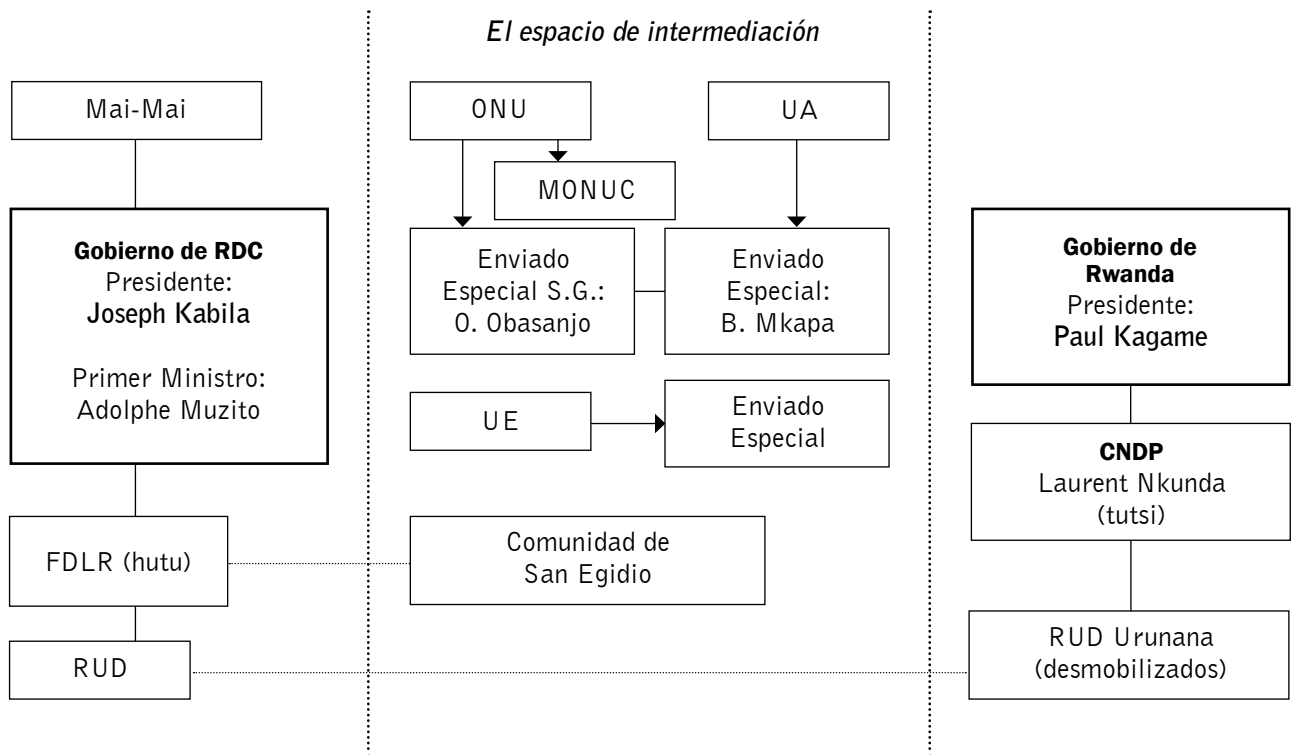 El espacio de intermediación
Mai-Mai
Gobierno de RDC
Presidente:
Joseph Kabila
Primer Ministro:
Adolphe Muzito
FDLR (hutu)
RUD
ONU
UA
MONUC
Enviado
Especial S.G.:
O. Obasanjo
Enviado
Especial:
B. Mkapa
UE
Enviado
Especial
Comunidad de
San Egidio
Gobierno de
Rwanda
Presidente:
Paul Kagame
CNDP
Laurent Nkunda
(tutsi)
RUD Urunana
(desmobilizados)